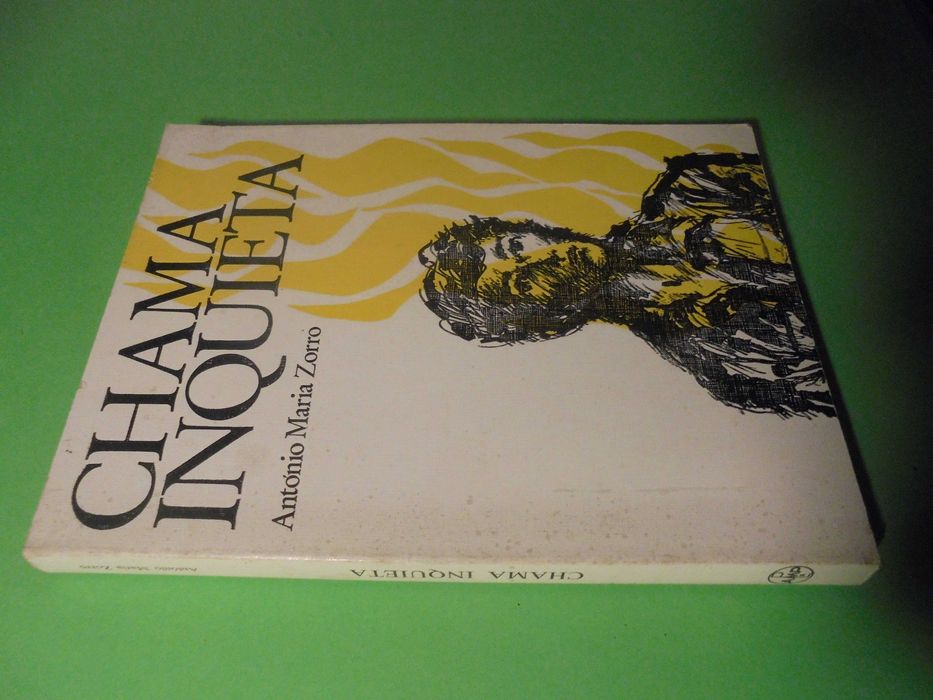 CHAMA
INQUIETA
António Maria Zorro
António Maria Zorro
CHAMA INQUIETA